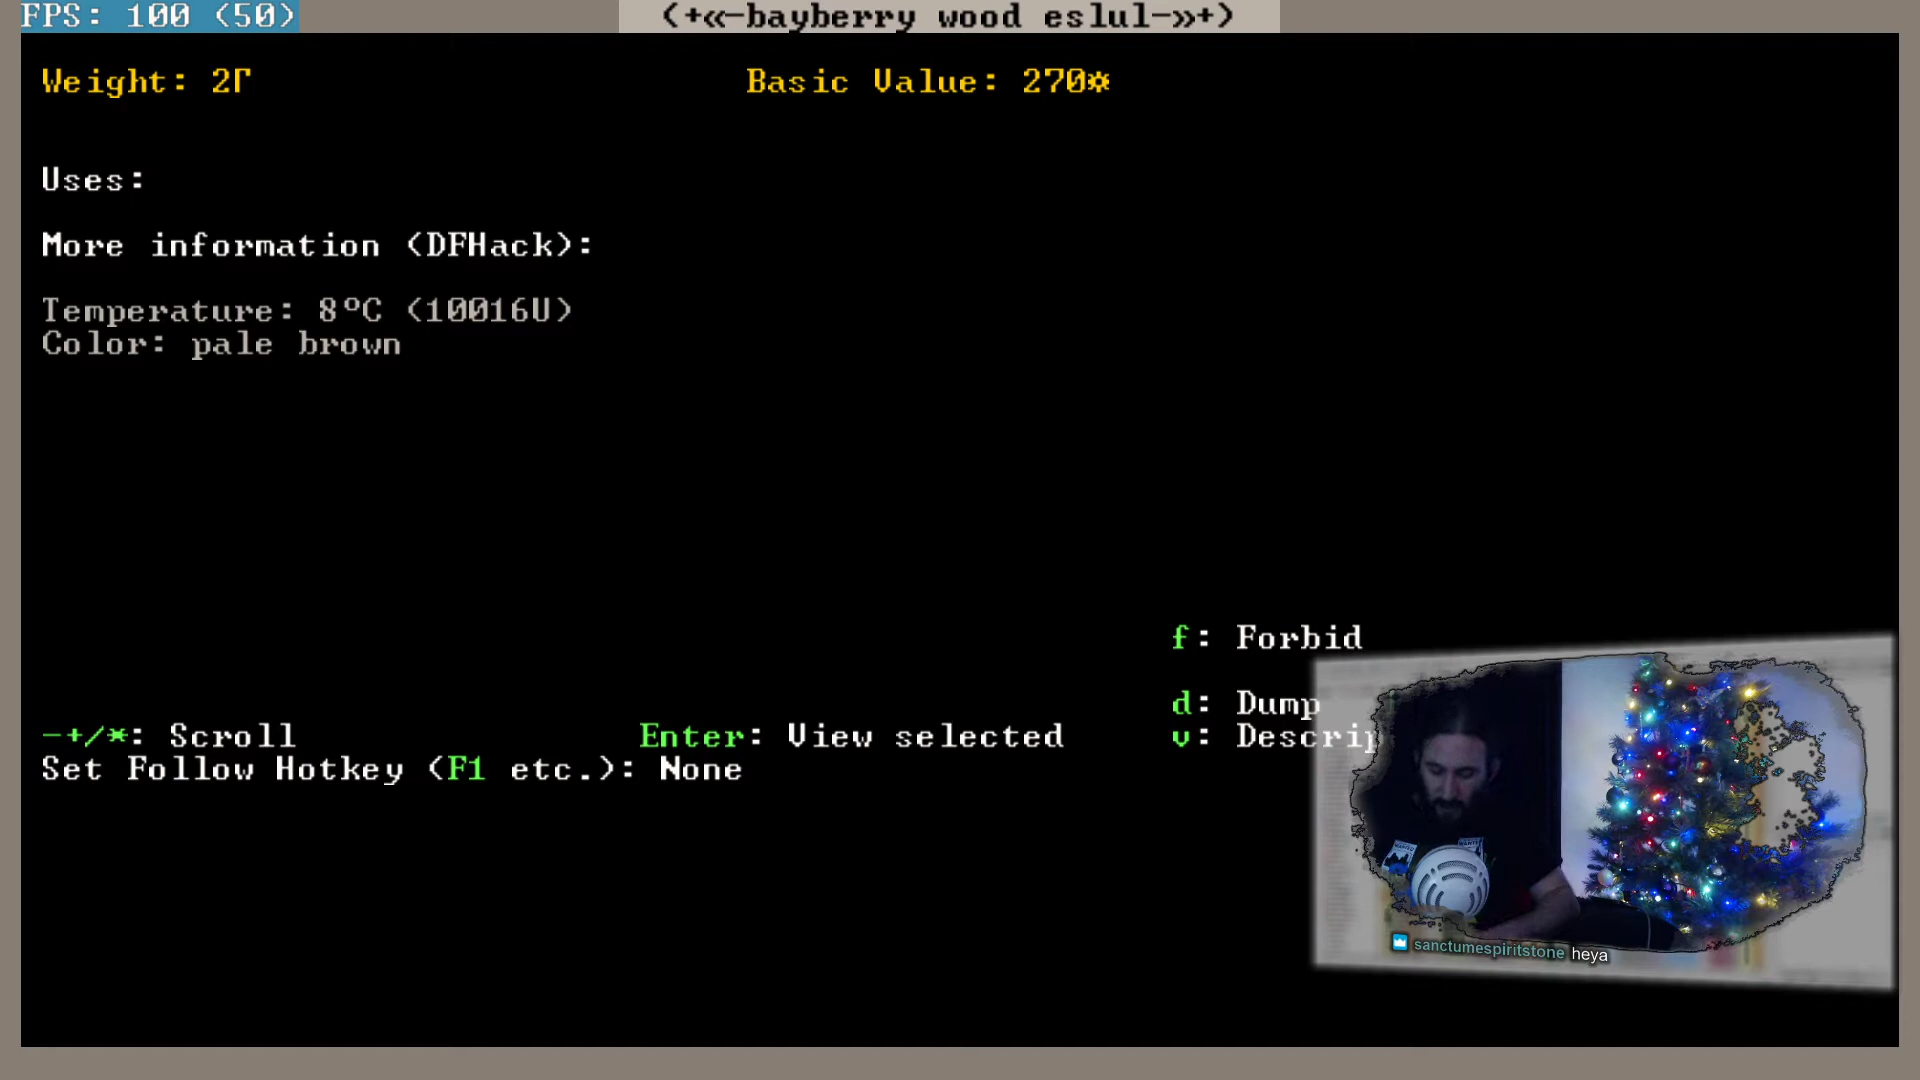 FPS: 100 (50)
(+«–bayberry wood eslul–»+)
Weight: 2Γ
Basic Value: 270☼
Uses:
More information (DFHack):
Temperature: 8°C (10016U)
Color: pale brown
f: Forbid
d: Dump
-+/*: Scroll
Enter: View selected
v: Descrip
Set Follow Hotkey (F1 etc.): None
WANTED
sanctumespiritstone heya